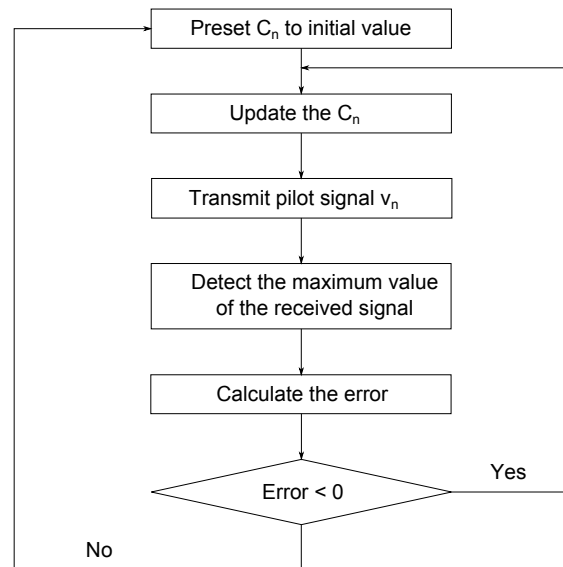 Preset Cₙ to initial value
Update the Cₙ
Transmit pilot signal vₙ
Detect the maximum value
of the received signal
Calculate the error
Error < 0
Yes
No